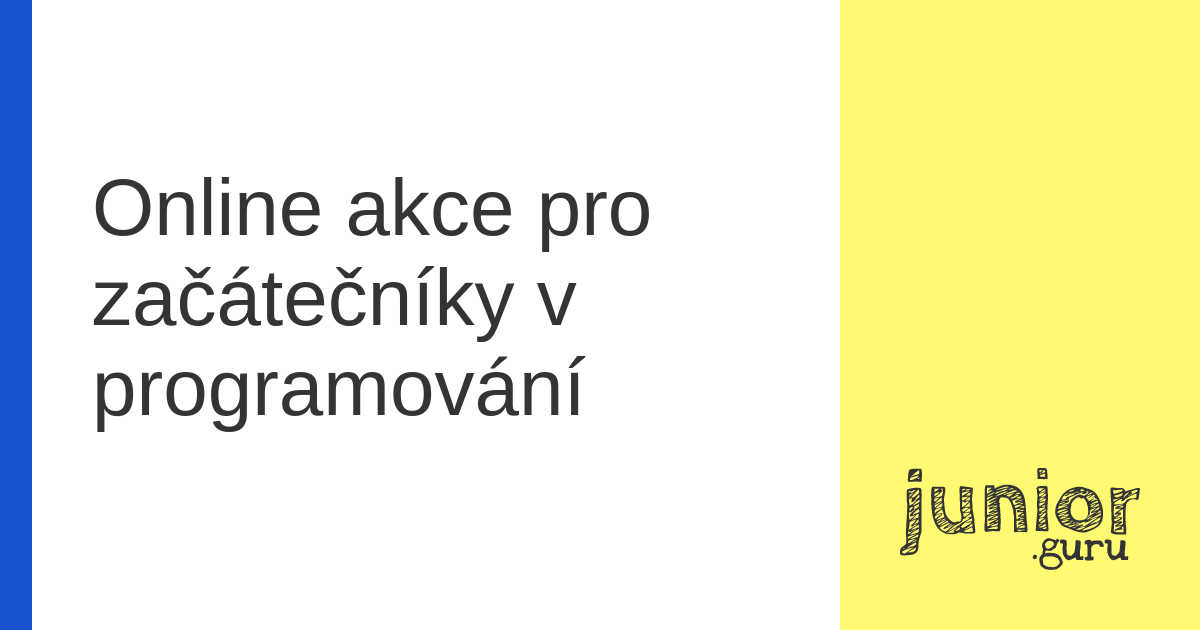 Online akce pro
začátečníky v
programování
junior
.guru